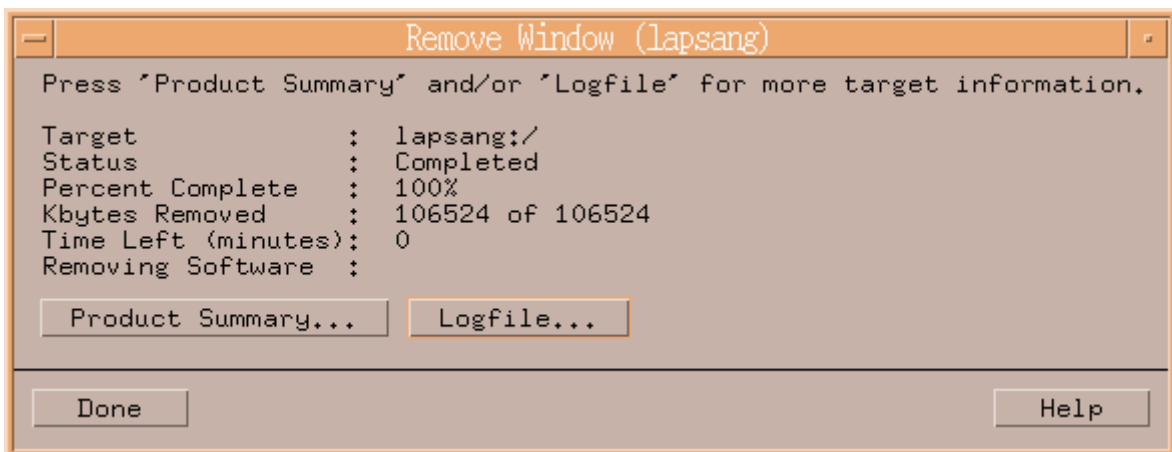 Remove Window (lapsang)
Press ´Product Summary´ and/or ´Logfile´ for more target information.
Target : lapsang:/
Status : Completed
Percent Complete : 100%
Kbytes Removed : 106524 of 106524
Time Left (minutes): 0
Removing Software :
Product Summary... Logfile...
Done Help